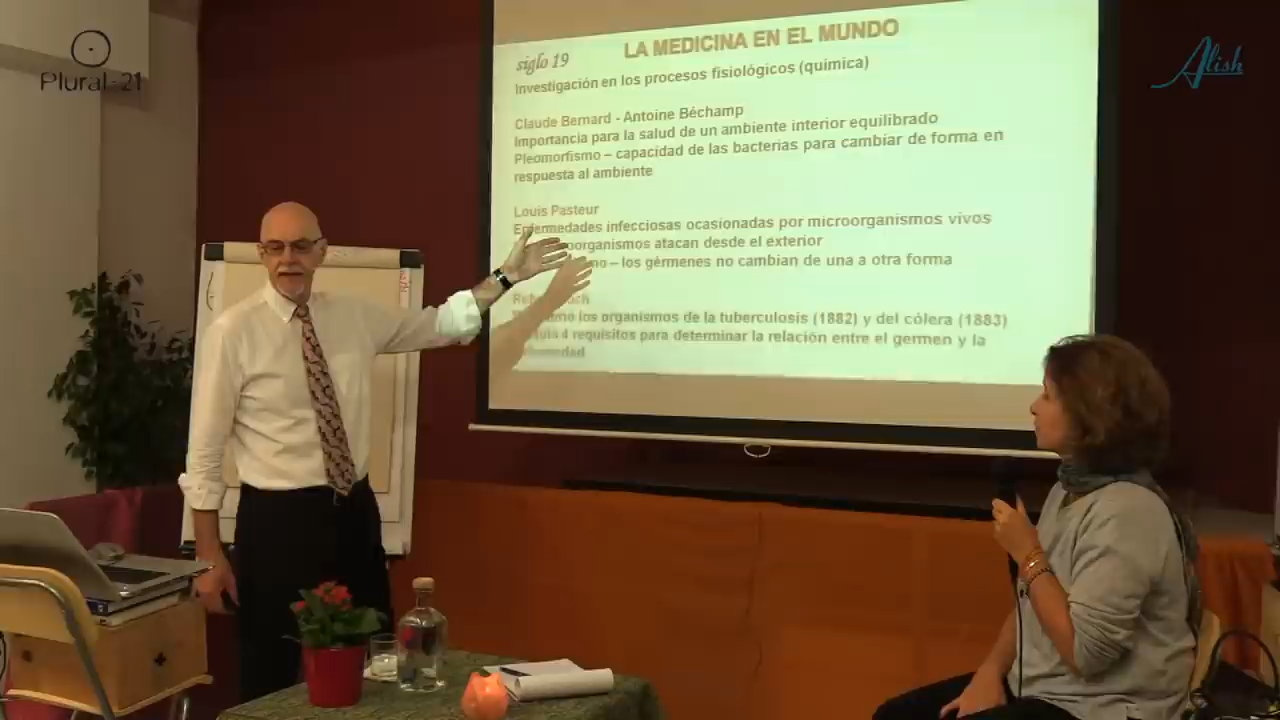 Plural-21
Alish
LA MEDICINA EN EL MUNDO
siglo 19
Investigación en los procesos fisiológicos (química)
Claude Bernard - Antoine Béchamp
Importancia para la salud de un ambiente interior equilibrado
Pleomorfismo – capacidad de las bacterias para cambiar de forma en
respuesta al ambiente
Louis Pasteur
Enfermedades infecciosas ocasionadas por microorganismos vivos
atacan desde el exterior
– los gérmenes no cambian de una a otra forma
los organismos de la tuberculosis (1882) y del cólera (1883)
4 requisitos para determinar la relación entre el germen y la